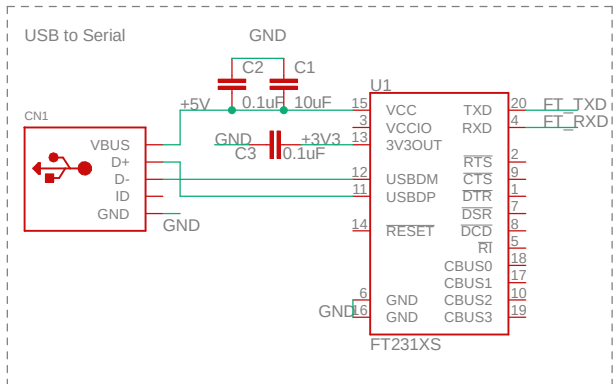 USB to Serial
GND
C2 C1
0.1uF 10uF
+5V
CN1
VBUS
D+
D-
ID
GND
GND
GND
C3
0.1uF
+3V3
U1
15 VCC
3 VCCIO
13 3V3OUT
12 USBDM
11 USBDP
14 RESET
6 GND
16 GND
GND
TXD 20 FT_TXD
RXD 4 FT_RXD
RTS 2
CTS 9
DTR 1
DSR 7
DCD 8
RI 5
CBUS0 18
CBUS1 17
CBUS2 10
CBUS3 19
FT231XS